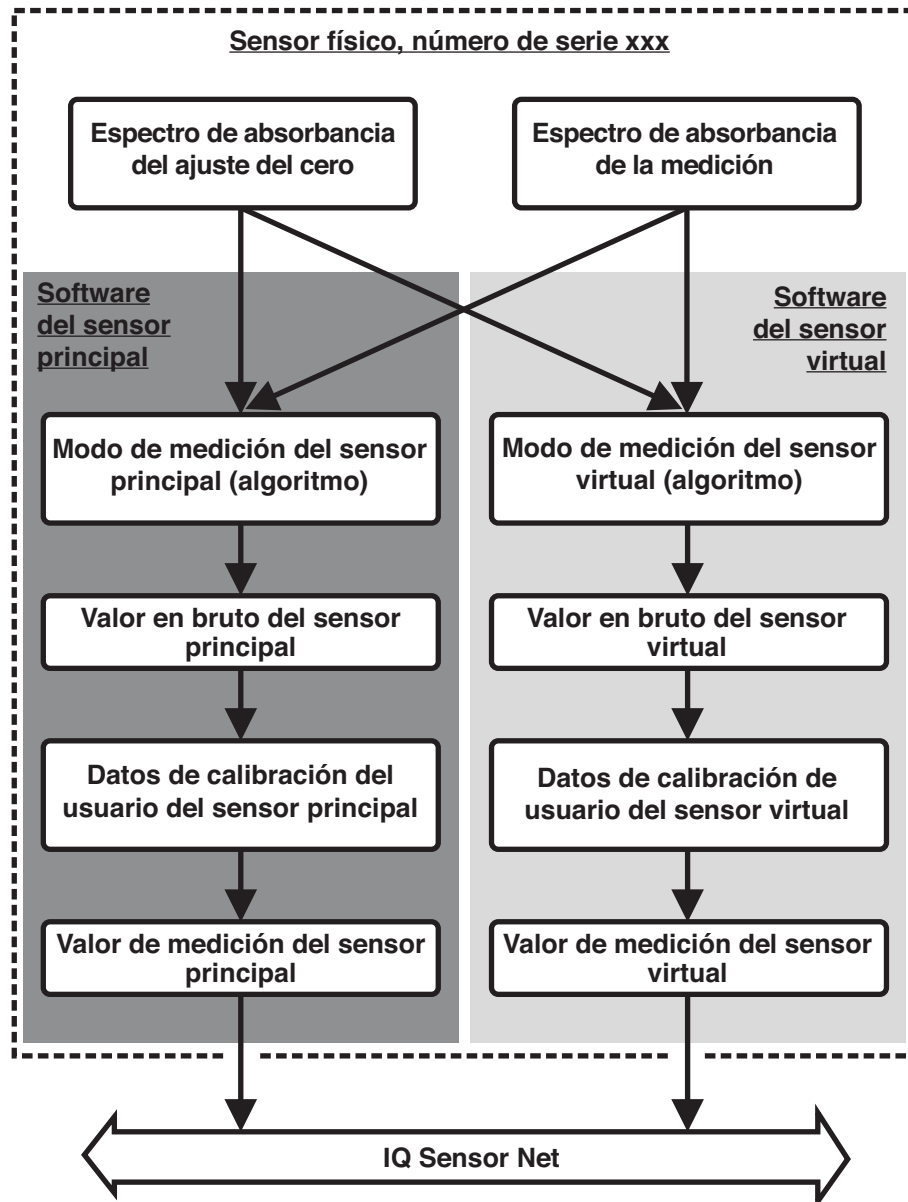 Sensor físico, número de serie xxx
Espectro de absorbancia
del ajuste del cero
Espectro de absorbancia
de la medición
Software
del sensor
principal
Software
del sensor
virtual
Modo de medición del sensor
principal (algoritmo)
Modo de medición del sensor
virtual (algoritmo)
Valor en bruto del sensor
principal
Valor en bruto del sensor
virtual
Datos de calibración del
usuario del sensor principal
Datos de calibración de
usuario del sensor virtual
Valor de medición del sensor
principal
Valor de medición del sensor
virtual
IQ Sensor Net